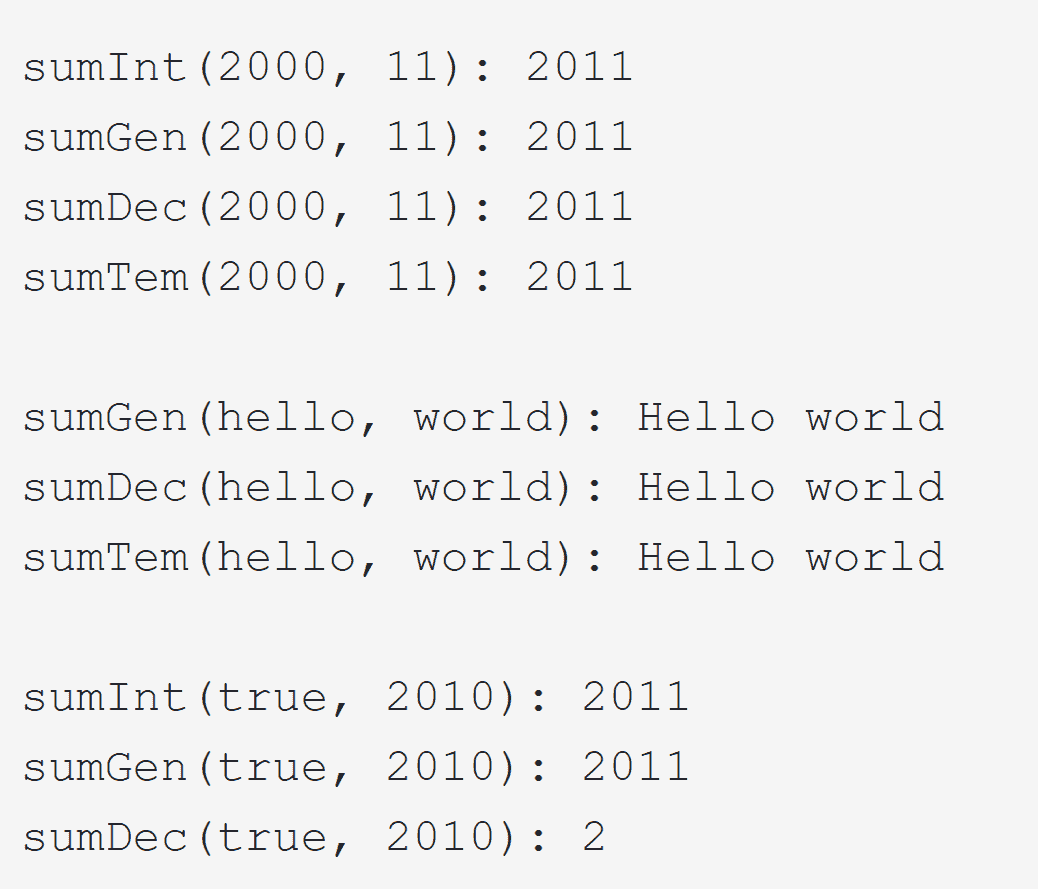 sumInt(2000, 11): 2011
sumGen(2000, 11): 2011
sumDec(2000, 11): 2011
sumTem(2000, 11): 2011
sumGen(hello, world): Hello world
sumDec(hello, world): Hello world
sumTem(hello, world): Hello world
sumInt(true, 2010): 2011
sumGen(true, 2010): 2011
sumDec(true, 2010): 2